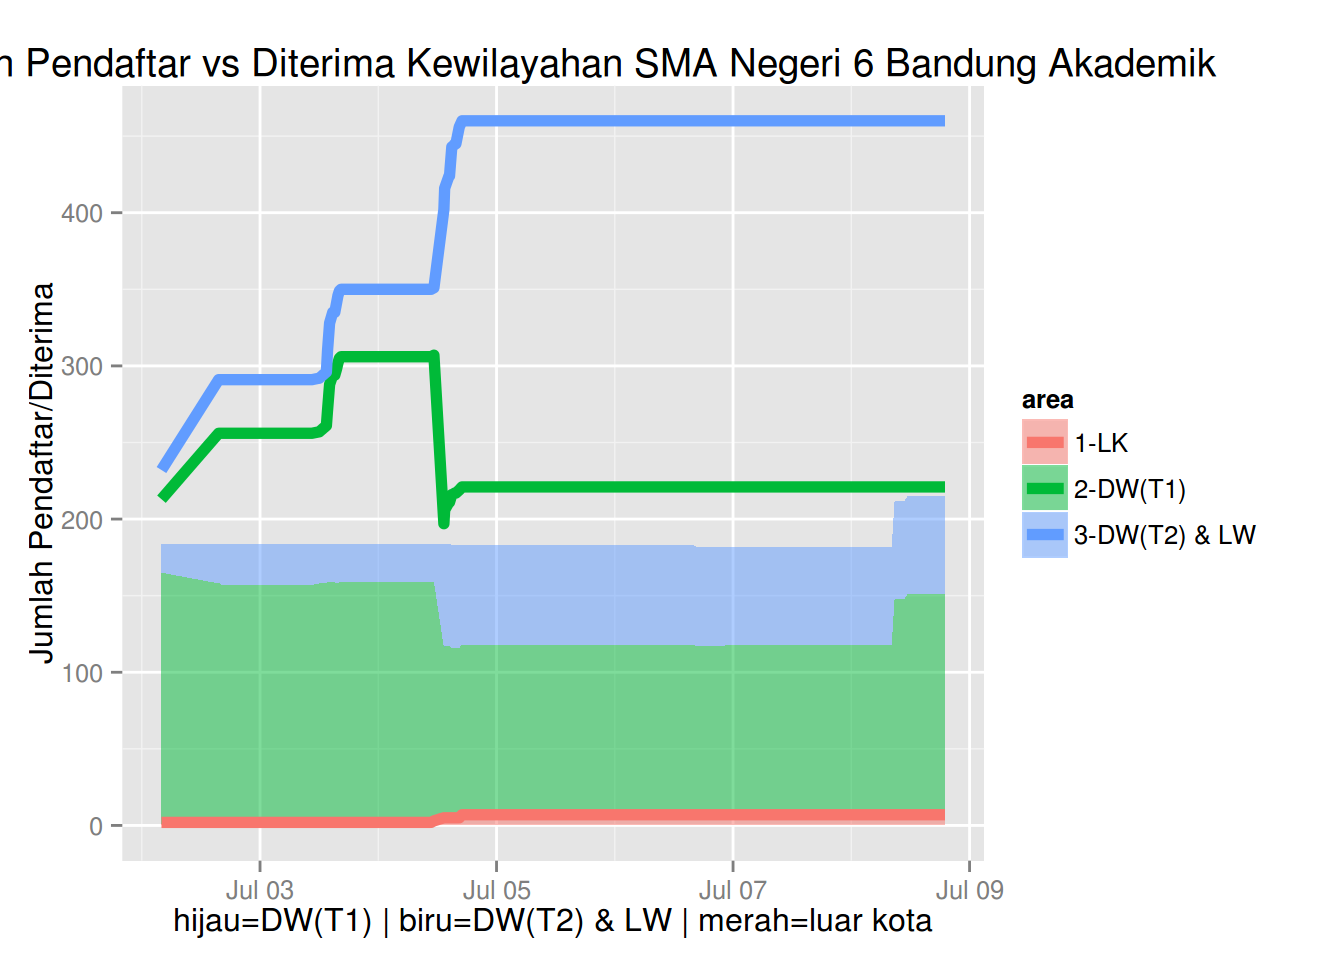 Pendaftar vs Diterima Kewilayahan SMA Negeri 6 Bandung Akademik
Jumlah Pendaftar/Diterima
400
300
200
100
0
Jul 03
Jul 05
Jul 07
Jul 09
hijau=DW(T1) | biru=DW(T2) & LW | merah=luar kota
area
1-LK
2-DW(T1)
3-DW(T2) & LW